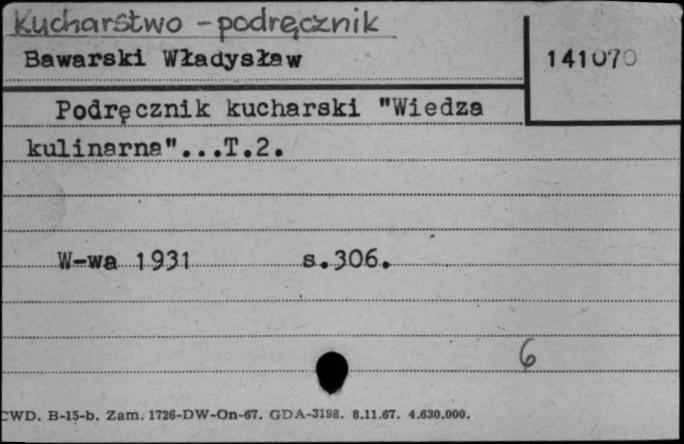 Kucharstwo - podręcznik
Bawarski Władysław
141070
Podręcznik kucharski "Wiedza
kulinarna"...T.2.
W-wa 1931 s.306.
6
CWD. B-15-b. Zam. 1726-DW-On-67. GDA-3198. 8.11.67. 4.630.000.